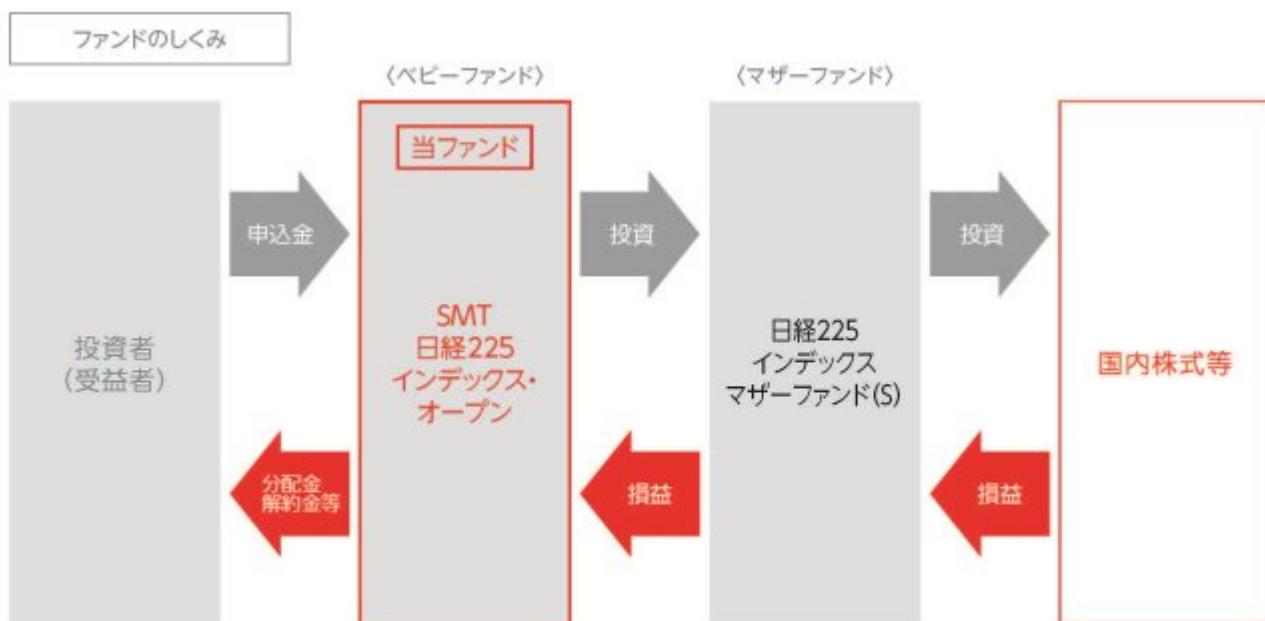 ファンドのしくみ
〈ベビーファンド〉
〈マザーファンド〉
当ファンド
申込金
投資
投資
投資者
(受益者)
SMT
日経225
インデックス・
オープン
日経225
インデックス
マザーファンド(S)
国内株式等
分配金
解約金等
損益
損益